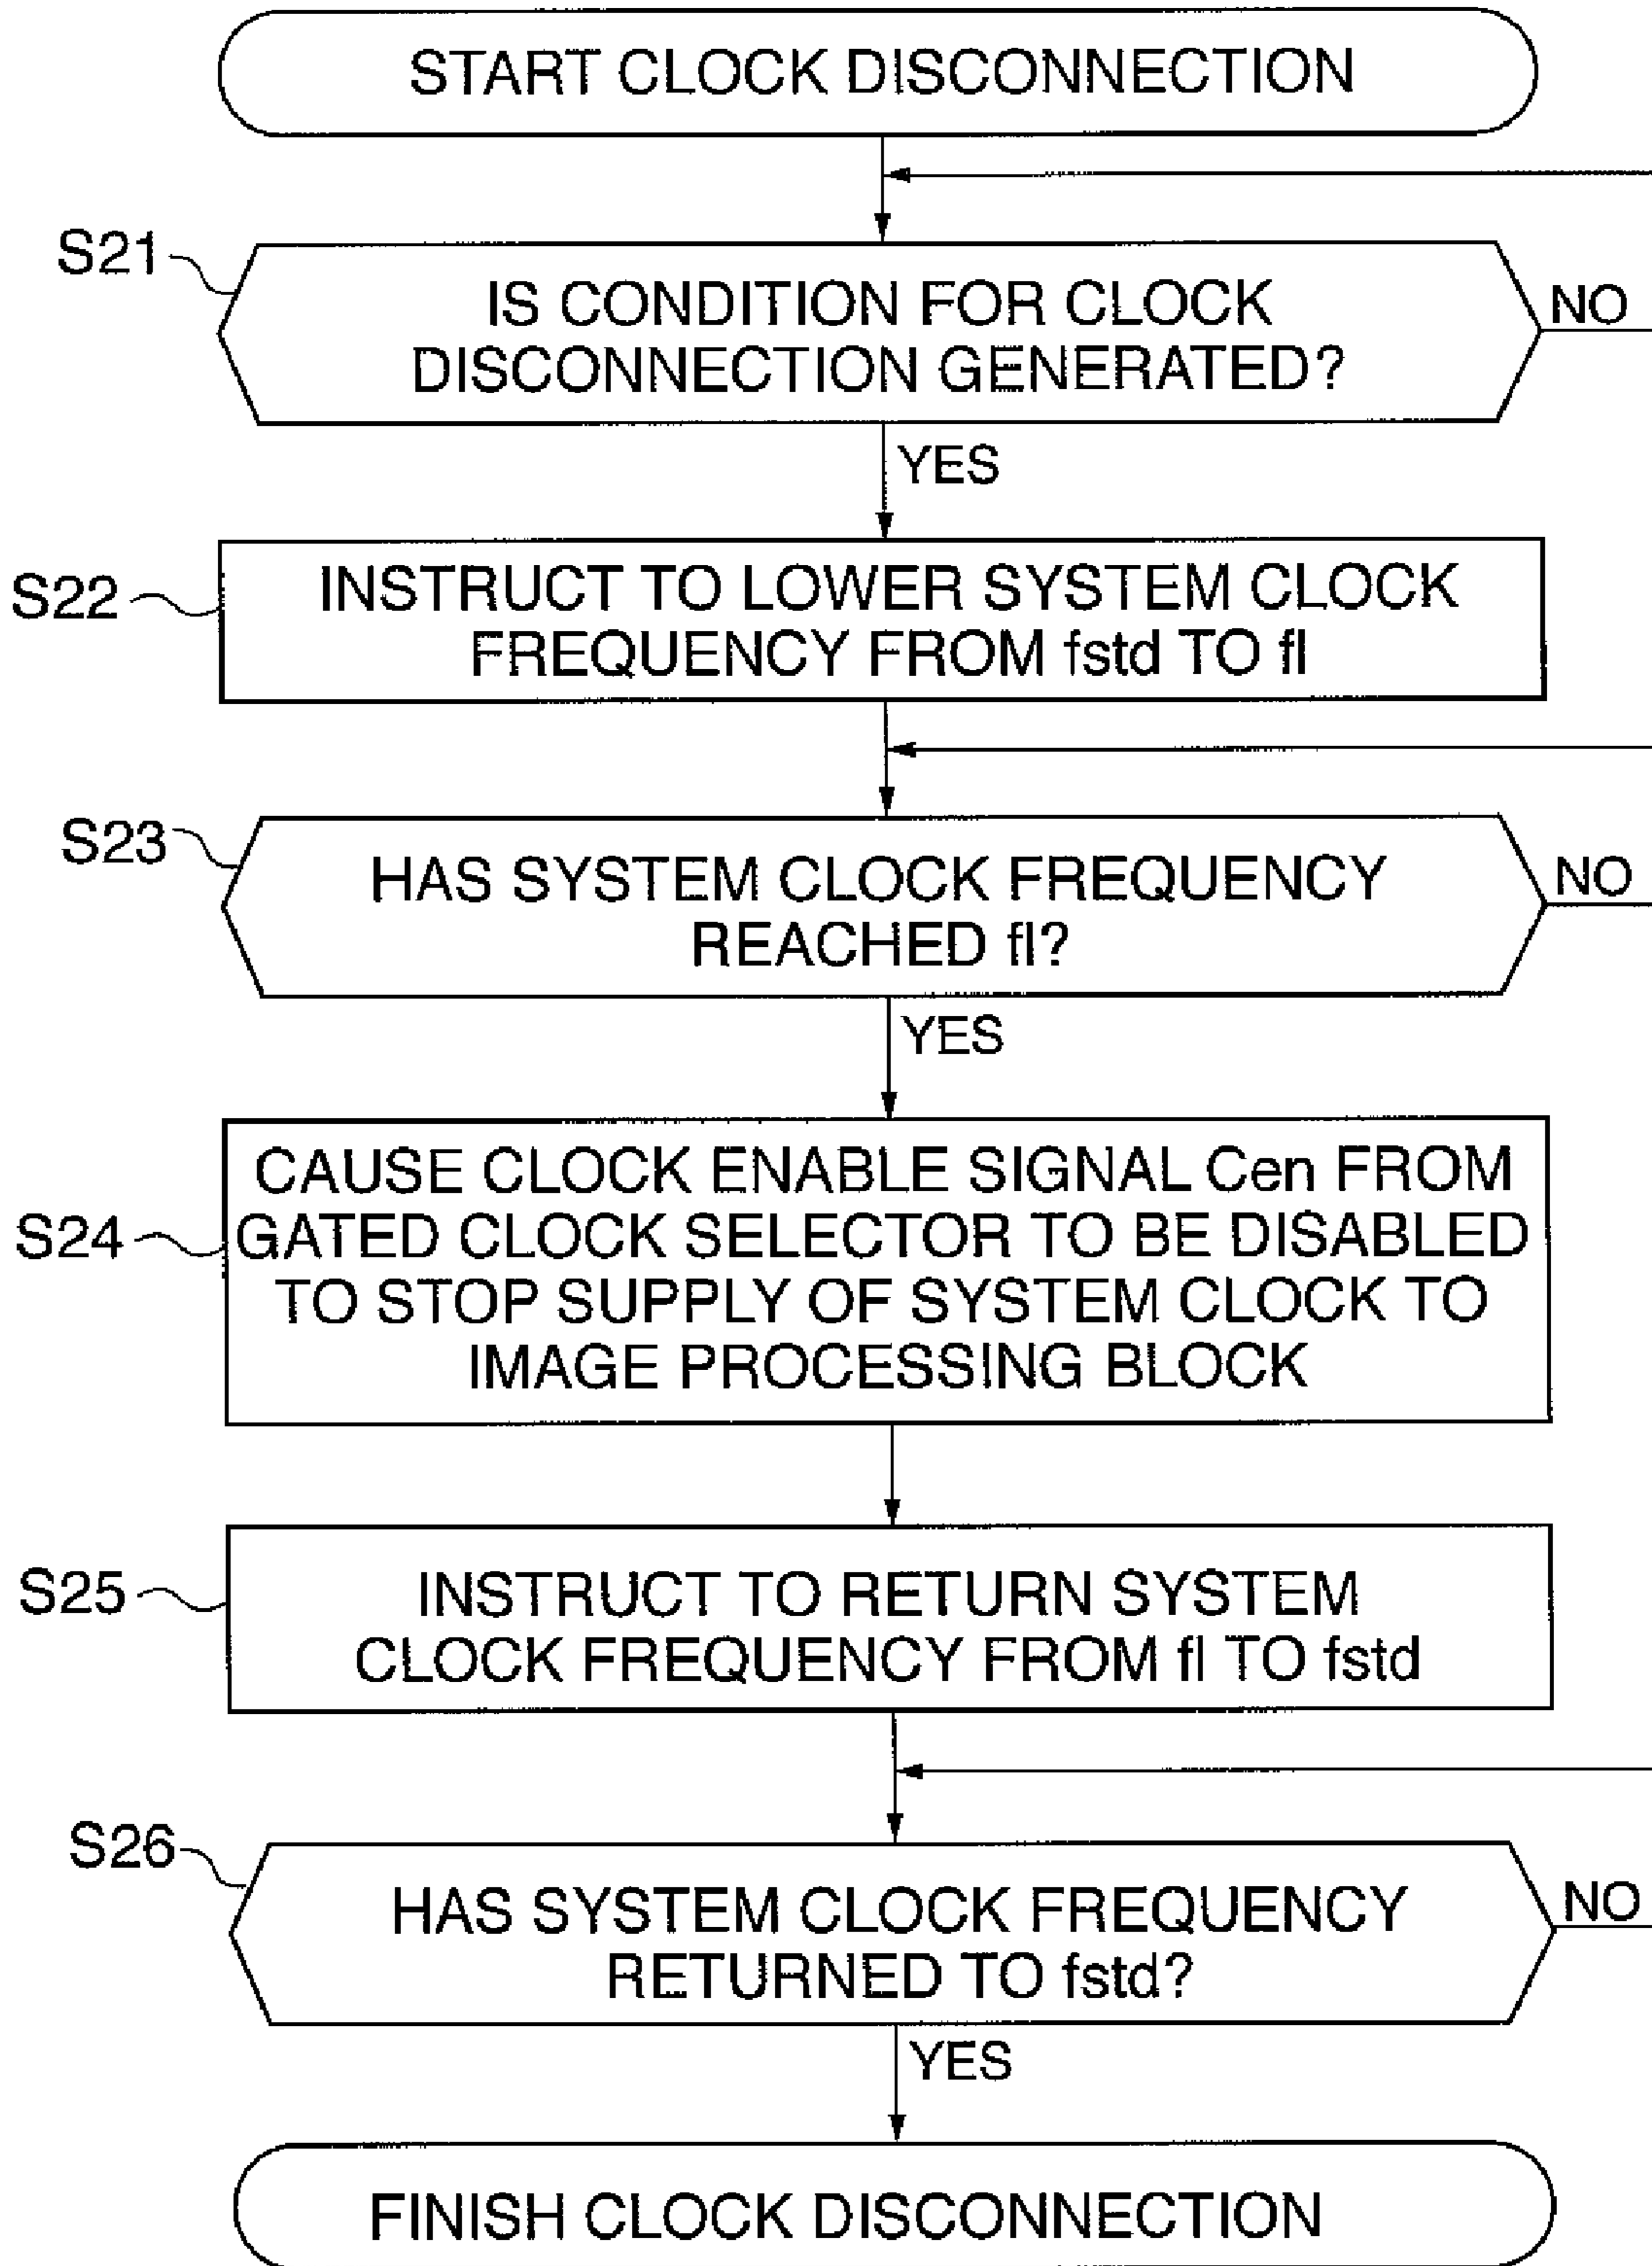 START CLOCK DISCONNECTION
S21
IS CONDITION FOR CLOCK
DISCONNECTION GENERATED?
NO
YES
S22
INSTRUCT TO LOWER SYSTEM CLOCK
FREQUENCY FROM fstd TO fl
S23
HAS SYSTEM CLOCK FREQUENCY
REACHED fl?
NO
YES
S24
CAUSE CLOCK ENABLE SIGNAL Cen FROM
GATED CLOCK SELECTOR TO BE DISABLED
TO STOP SUPPLY OF SYSTEM CLOCK TO
IMAGE PROCESSING BLOCK
S25
INSTRUCT TO RETURN SYSTEM
CLOCK FREQUENCY FROM fl TO fstd
S26
HAS SYSTEM CLOCK FREQUENCY
RETURNED TO fstd?
NO
YES
FINISH CLOCK DISCONNECTION